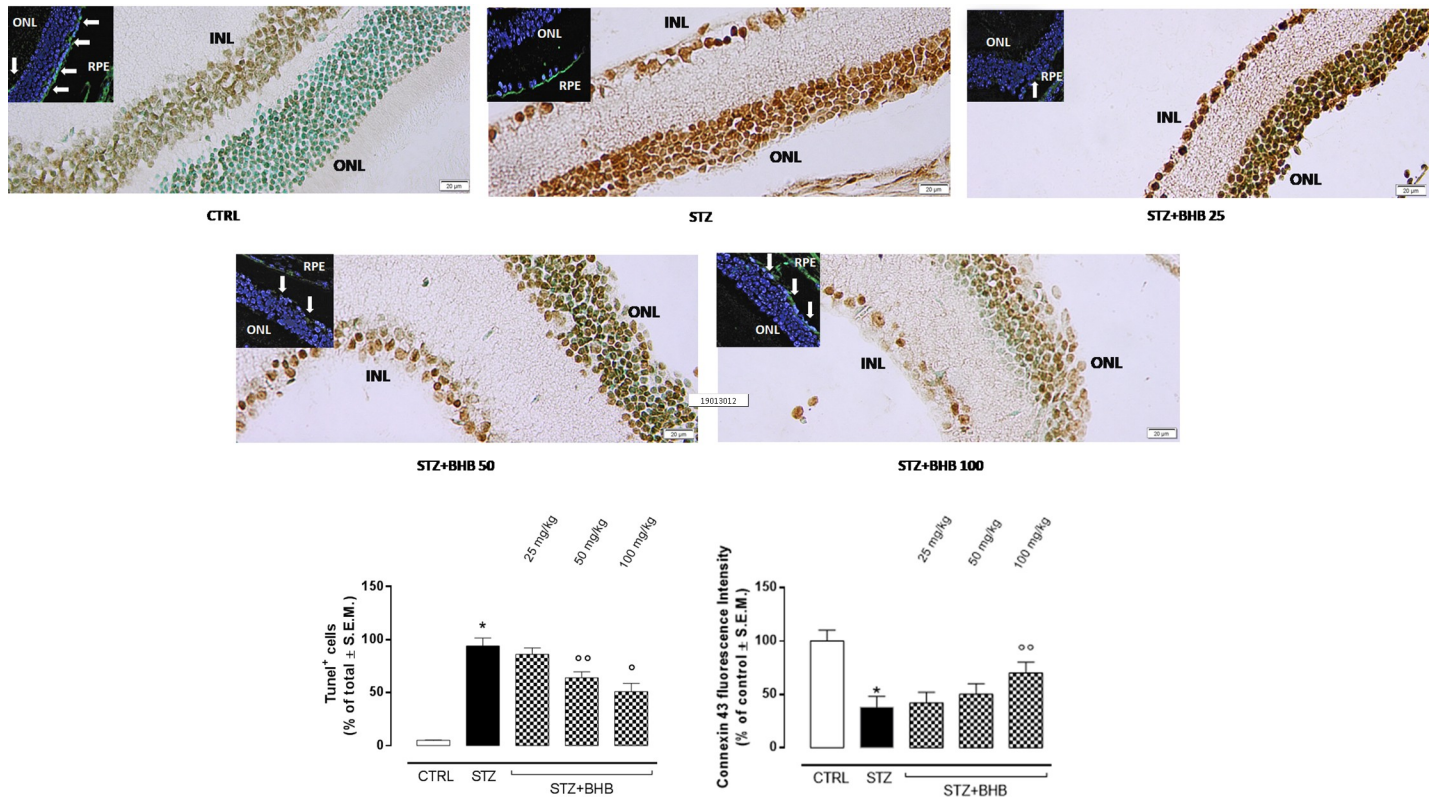 ONL
RPE
INL
ONL
20 µm
CTRL
ONL
RPE
INL
ONL
20 µm
STZ
ONL
RPE
INL
ONL
20 µm
STZ+BHB 25
RPE
ONL
INL
ONL
20 µm
STZ+BHB 50
19013012
RPE
ONL
INL
ONL
20 µm
STZ+BHB 100
25 mg/kg
50 mg/kg
100 mg/kg
Tunel+ cells
(% of total ± S.E.M.)
150
100
50
0
*
°°
°
CTRL
STZ
STZ+BHB
25 mg/kg
50 mg/kg
100 mg/kg
Connexin 43 fluorescence Intensity
(% of control ± S.E.M.)
150
100
50
0
*
°°
CTRL
STZ
STZ+BHB